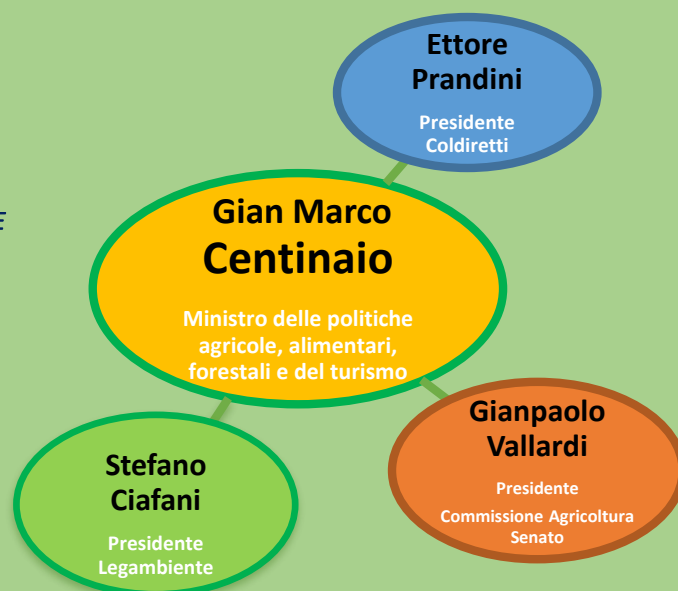 Ettore
Prandini
Presidente
Coldiretti
E
Gian Marco
Centinaio
Ministro delle politiche
agricole, alimentari,
forestali e del turismo
Gianpaolo
Vallardi
Presidente
Commissione Agricoltura
Senato
Stefano
Ciafani
Presidente
Legambiente